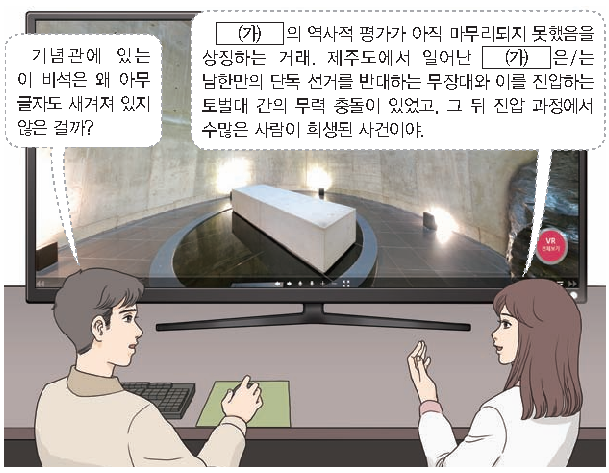 기념관에 있는
이 비석은 왜 아무
글자도 새겨져 있지
않은 걸까?
(가) 의 역사적 평가가 아직 마무리되지 못했음을
상징하는 거래. 제주도에서 일어난 (가) 은/는
남한만의 단독 선거를 반대하는 무장대와 이를 진압하는
토벌대 간의 무력 충돌이 있었고, 그 뒤 진압 과정에서
수많은 사람이 희생된 사건이야.
VR
전체보기